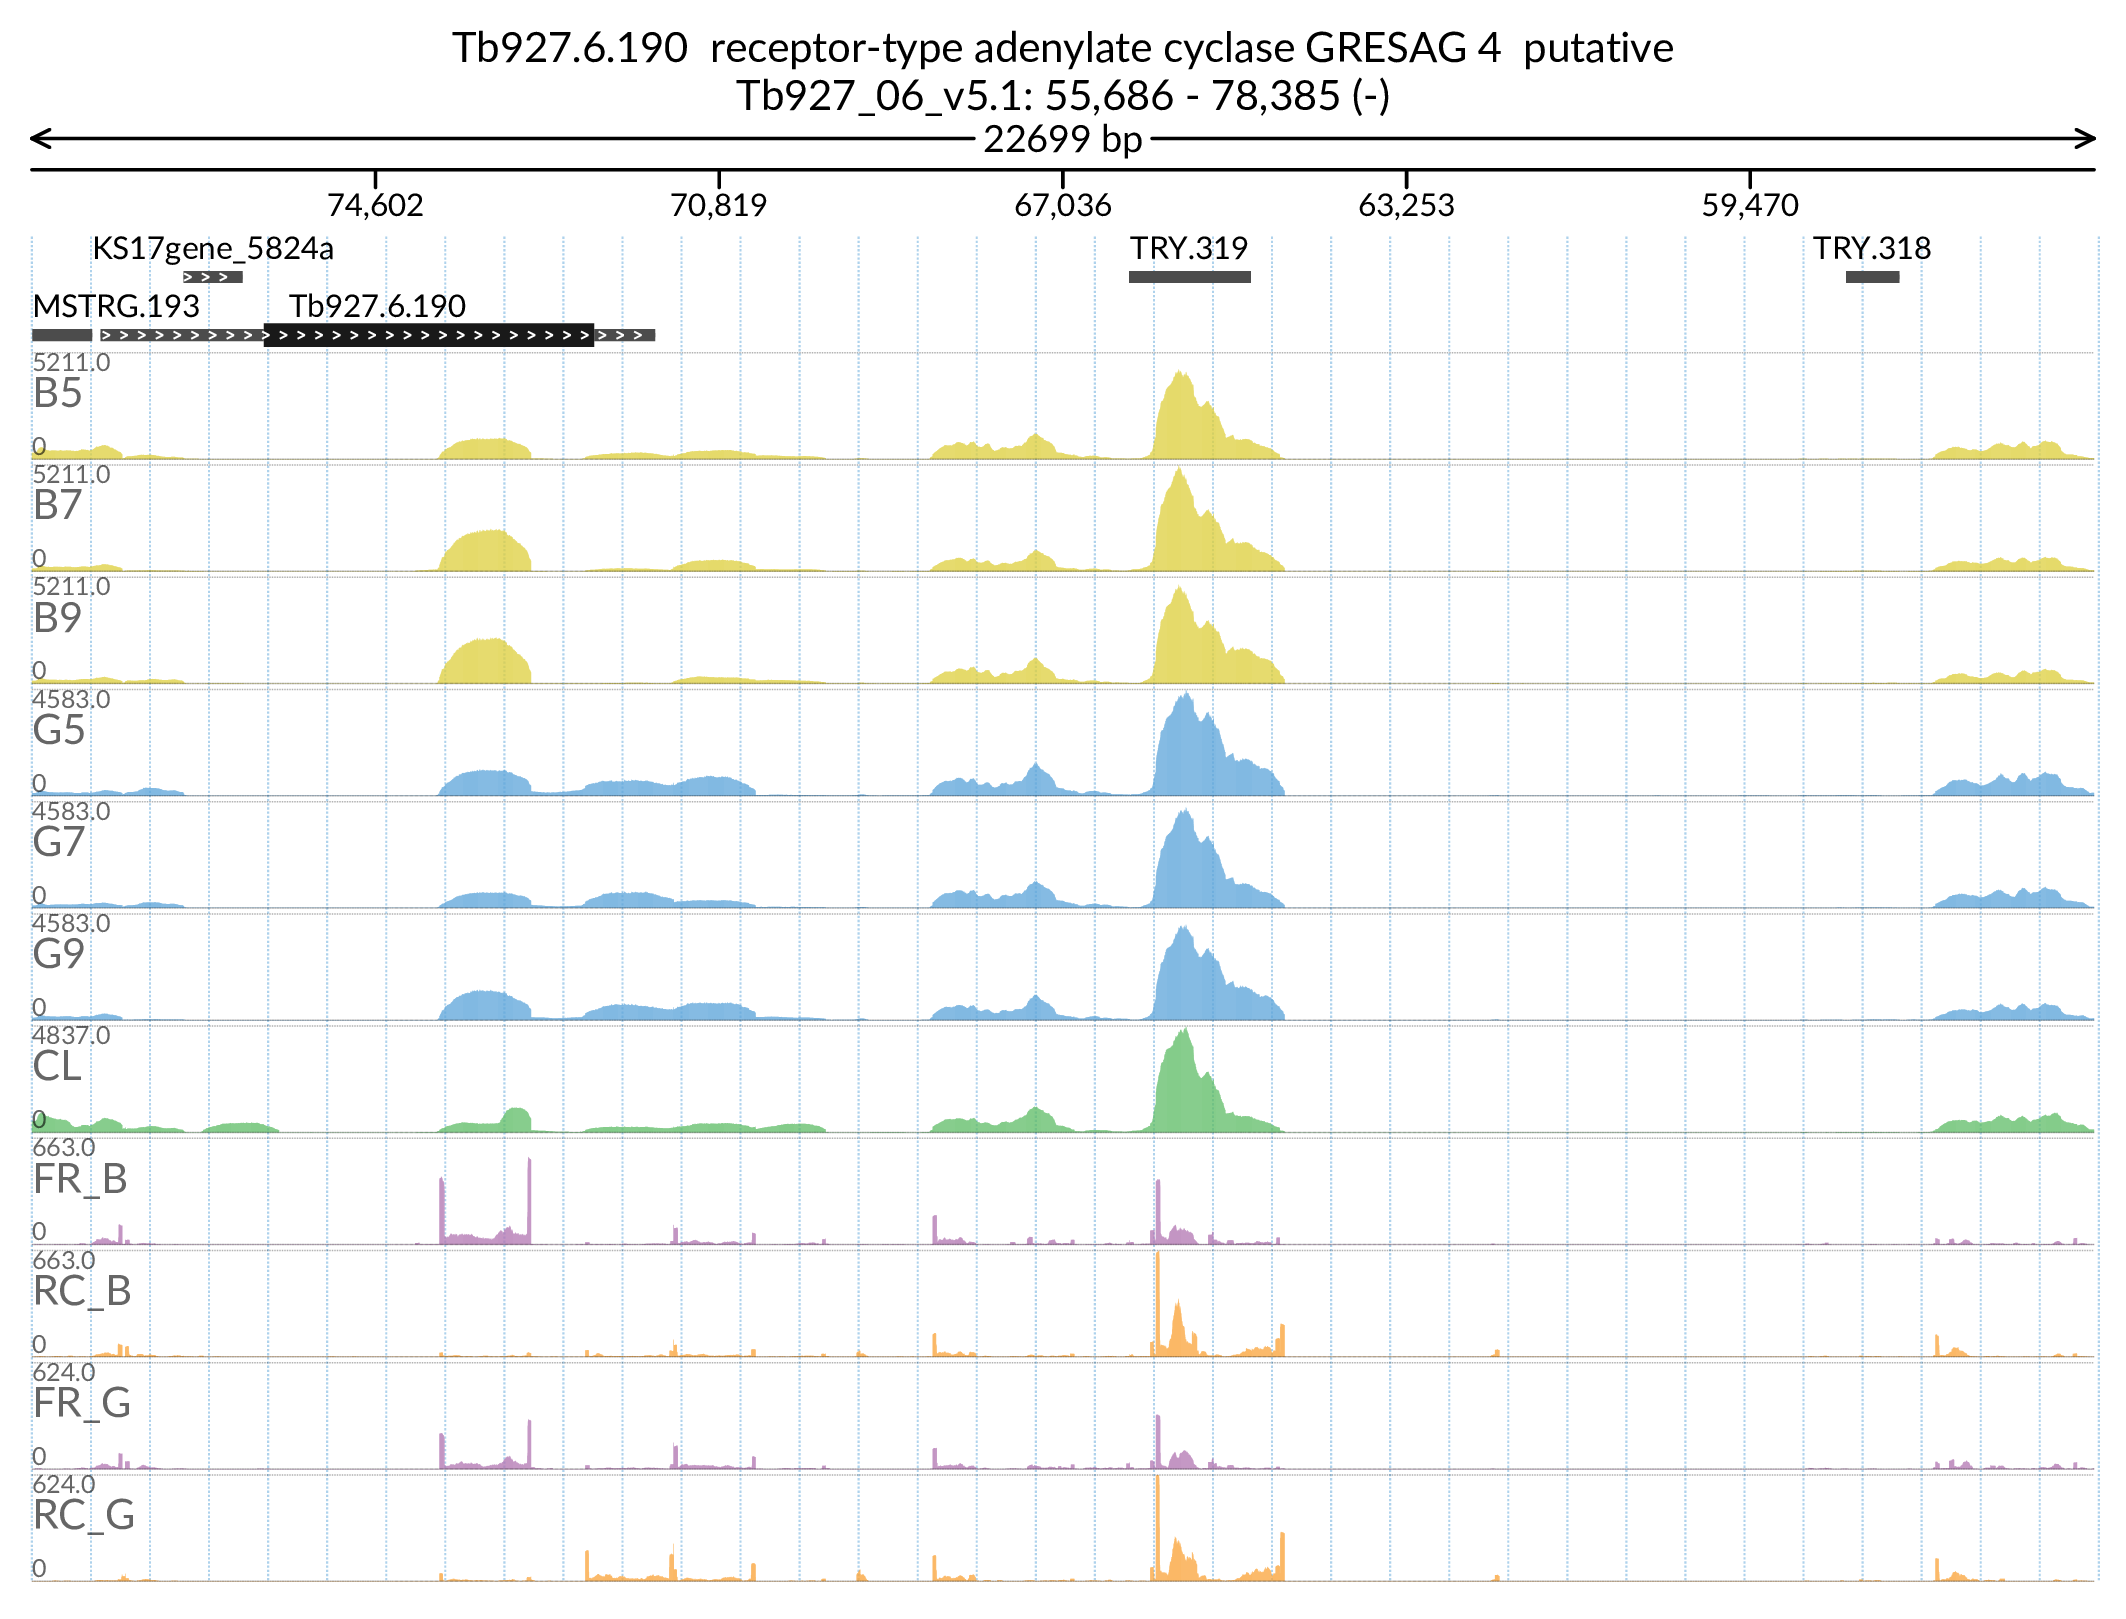 Tb927.6.190  receptor-type adenylate cyclase GRESAG 4  putative
Tb927_06_v5.1: 55,686 - 78,385 (-)
22699 bp
74,602 70,819 67,036 63,253 59,470
KS17gene_5824a TRY.319 TRY.318
MSTRG.193 Tb927.6.190
5211.0
B5
0
5211.0
B7
0
5211.0
B9
0
4583.0
G5
0
4583.0
G7
0
4583.0
G9
0
4837.0
CL
0
663.0
FR_B
0
663.0
RC_B
0
624.0
FR_G
0
624.0
RC_G
0